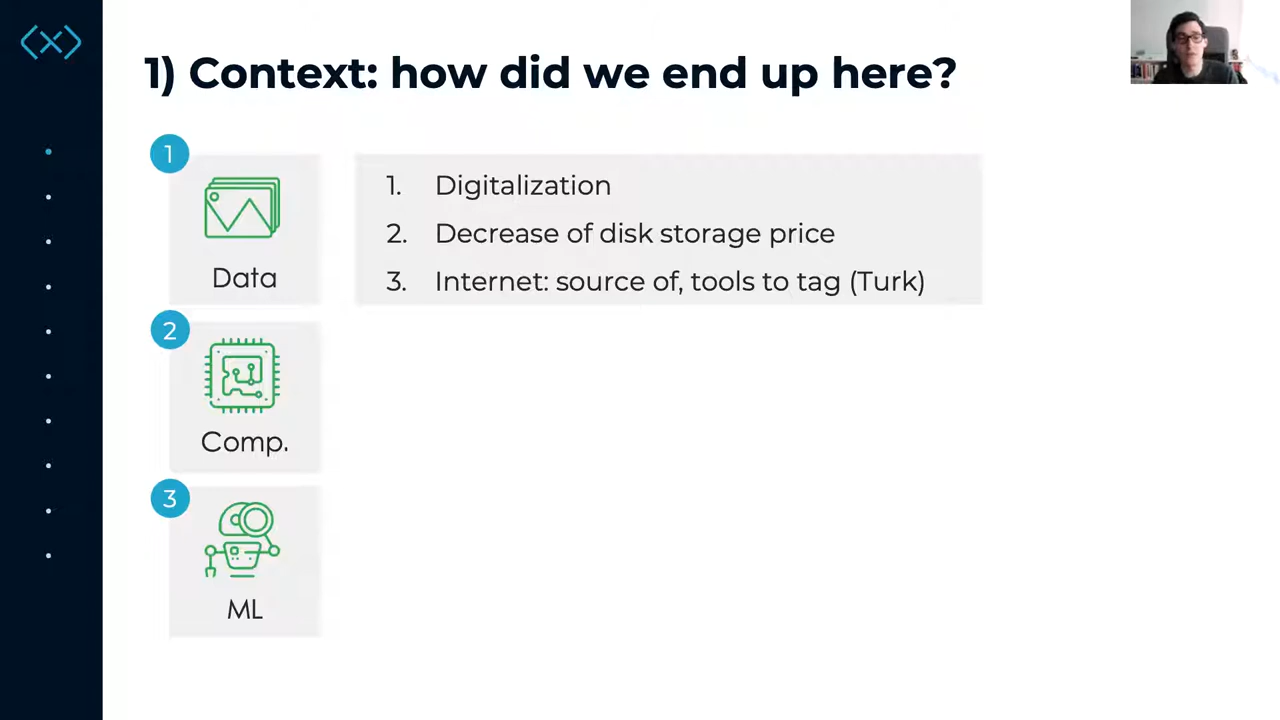 1) Context: how did we end up here?
1
Data
1. Digitalization
2. Decrease of disk storage price
3. Internet: source of, tools to tag (Turk)
2
Comp.
3
ML